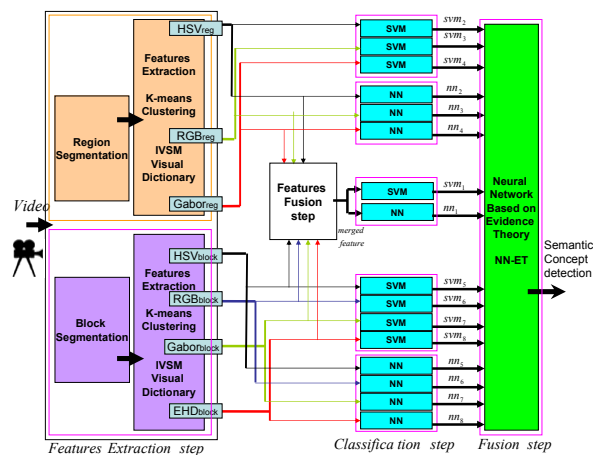 Video
Region
Segmentation
Features
Extraction
K-means
Clustering
IVSM
Visual
Dictionary
HSVreg
RGBreg
Gaborreg
Block
Segmentation
Features
Extraction
K-means
Clustering
IVSM
Visual
Dictionary
HSVblock
RGBblock
Gaborblock
EHDblock
Features Extraction step
Features
Fusion
step
merged
feature
SVM
SVM
SVM
NN
NN
NN
SVM
NN
SVM
SVM
SVM
SVM
NN
NN
NN
NN
Classification step
svm2
svm3
svm4
nn2
nn3
nn4
svm1
nn1
svm5
svm6
svm7
svm8
nn5
nn6
nn7
nn8
Neural
Network
Based on
Evidence
Theory
NN-ET
Fusion step
Semantic
Concept
detection